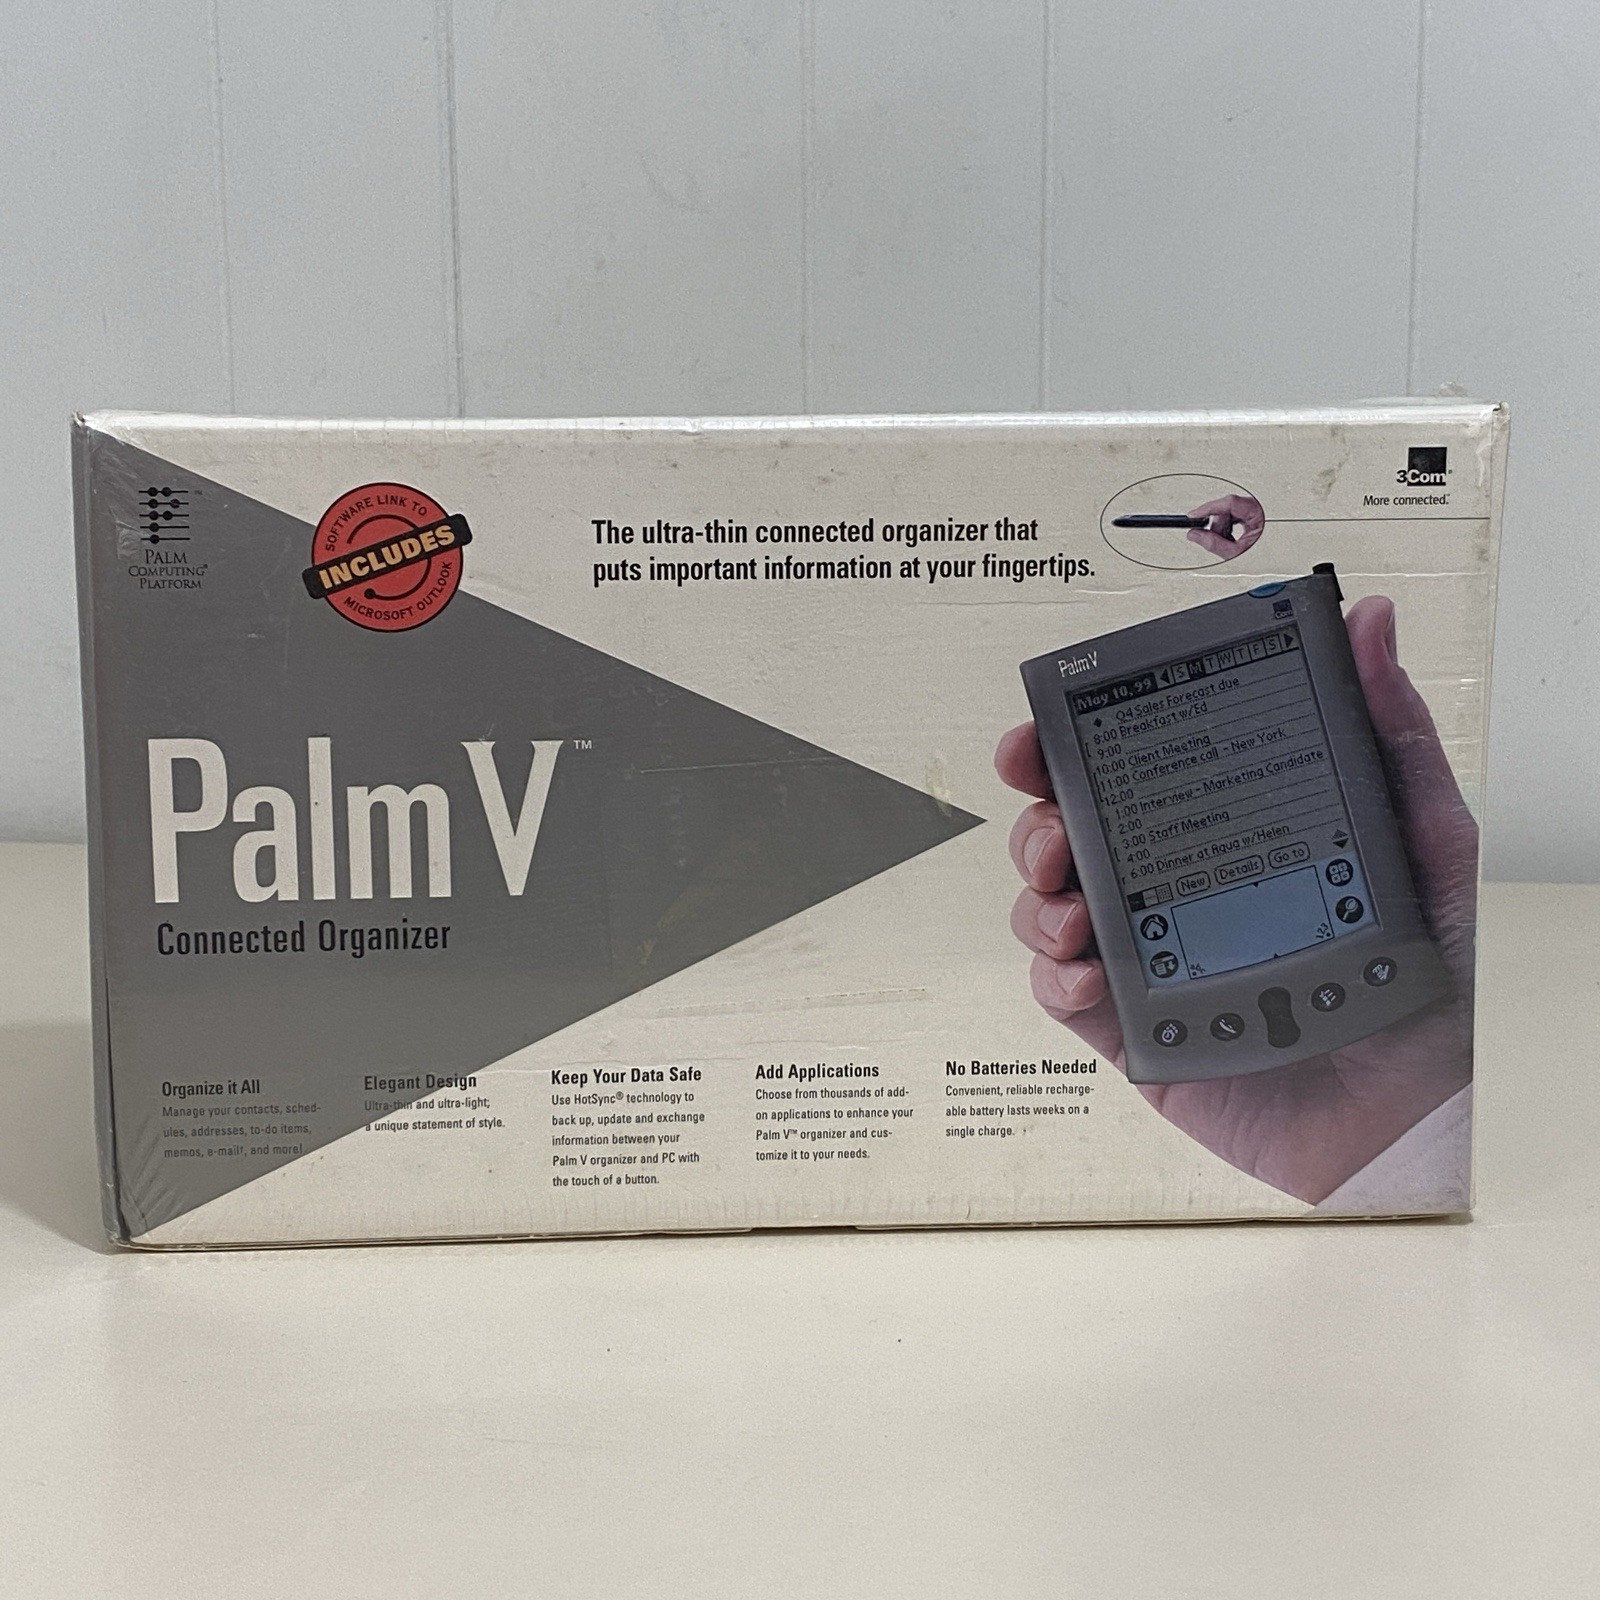 PALM
COMPUTING®
PLATFORM
™
SOFTWARE LINK TO
INCLUDES
MICROSOFT OUTLOOK
The ultra-thin connected organizer that
puts important information at your fingertips.
3Com®
More connected.™
Palm V™
Connected Organizer
Palm V
3Com
May 10, 99 S M T W T F S
Q4 Sales Forecast due
8:00 Breakfast w/Ed
9:00
10:00 Client Meeting
11:00 Conference call - New York
12:00
1:00 Interview - Marketing Candidate
2:00
3:00 Staff Meeting
4:00
6:00 Dinner at Aqua w/Helen
New Details Go to
123
Organize it All
Manage your contacts, sched-
ules, addresses, to-do items,
memos, e-mail†, and more!
Elegant Design
Ultra-thin and ultra-light;
a unique statement of style.
Keep Your Data Safe
Use HotSync® technology to
back up, update and exchange
information between your
Palm V organizer and PC with
the touch of a button.
Add Applications
Choose from thousands of add-
on applications to enhance your
Palm V™ organizer and cus-
tomize it to your needs.
No Batteries Needed
Convenient, reliable recharge-
able battery lasts weeks on a
single charge.